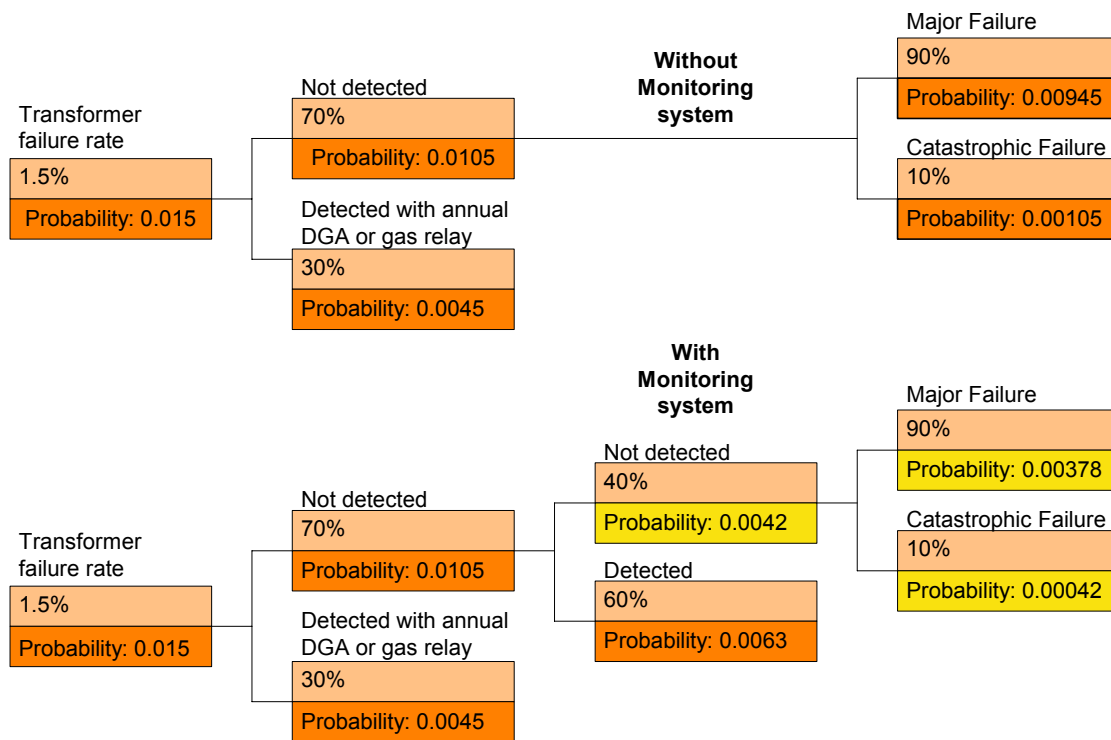 Transformer
failure rate
1.5%
Probability: 0.015
Not detected
70%
Probability: 0.0105
Detected with annual
DGA or gas relay
30%
Probability: 0.0045
Without
Monitoring
system
Major Failure
90%
Probability: 0.00945
Catastrophic Failure
10%
Probability: 0.00105
With
Monitoring
system
Transformer
failure rate
1.5%
Probability: 0.015
Not detected
70%
Probability: 0.0105
Detected with annual
DGA or gas relay
30%
Probability: 0.0045
Not detected
40%
Probability: 0.0042
Detected
60%
Probability: 0.0063
Major Failure
90%
Probability: 0.00378
Catastrophic Failure
10%
Probability: 0.00042